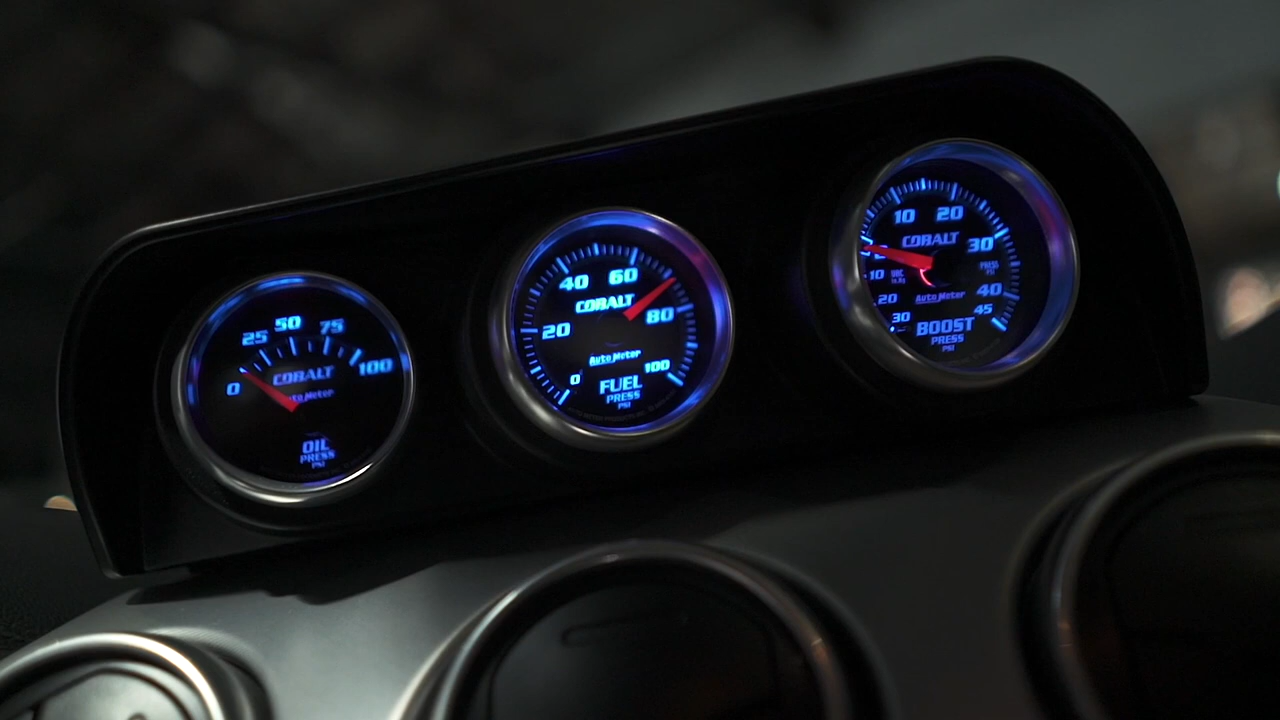 0 25 50 75 100
COBALT
Auto Meter
OIL
PRESS
PSI
0 20 40 60 80 100
COBALT
Auto Meter
FUEL
PRESS
PSI
30 20 10 0 10 20 30 40 45
COBALT
VAC
In.Hg
PRESS
PSI
Auto Meter
BOOST
PRESS
PSI